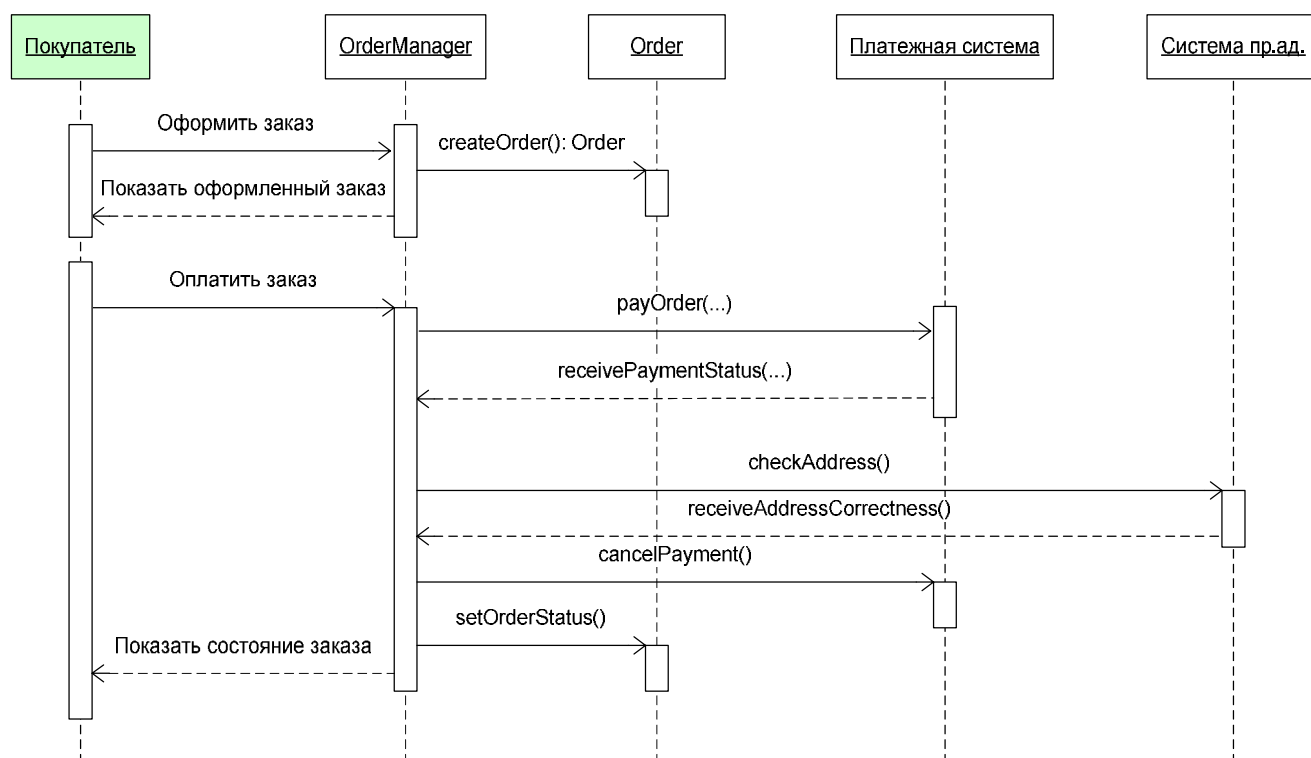 Покупатель
OrderManager
Order
Платежная система
Система пр.ад.
Оформить заказ
createOrder(): Order
Показать оформленный заказ
Оплатить заказ
payOrder(...)
receivePaymentStatus(...)
checkAddress()
receiveAddressCorrectness()
cancelPayment()
setOrderStatus()
Показать состояние заказа